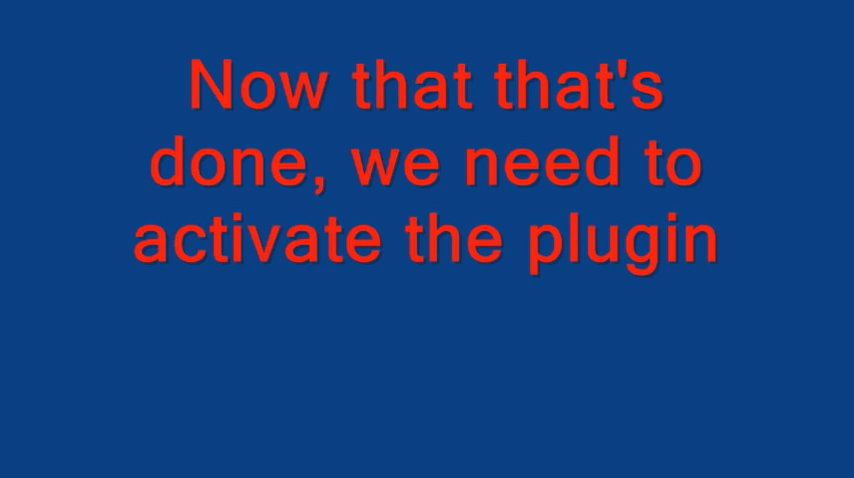 Now that that's
done, we need to
activate the plugin